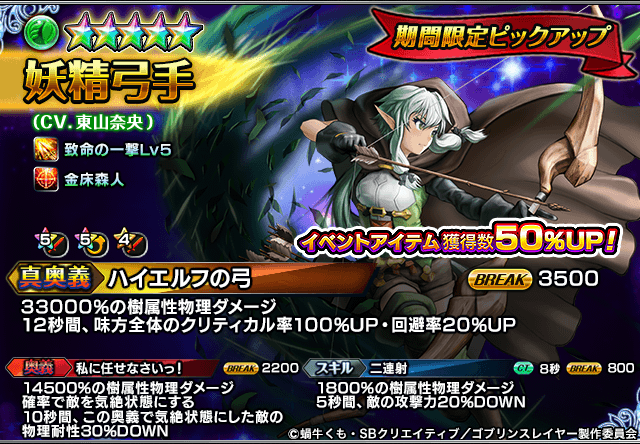 期間限定ピックアップ
妖精弓手
(CV.東山奈央)
致命の一撃Lv5
金床森人
5 5 4
イベントアイテム獲得数50%UP!
真奥義 ハイエルフの弓 BREAK 3500
33000%の樹属性物理ダメージ
12秒間、味方全体のクリティカル率100%UP・回避率20%UP
奥義 私に任せなさいっ! BREAK 2200
14500%の樹属性物理ダメージ
確率で敵を気絶状態にする
10秒間、この奥義で気絶状態にした敵の
物理耐性30%DOWN
スキル 二連射 CT 8秒 BREAK 800
1800%の樹属性物理ダメージ
5秒間、敵の攻撃力20%DOWN
©蝸牛くも・SBクリエイティブ/ゴブリンスレイヤー製作委員会